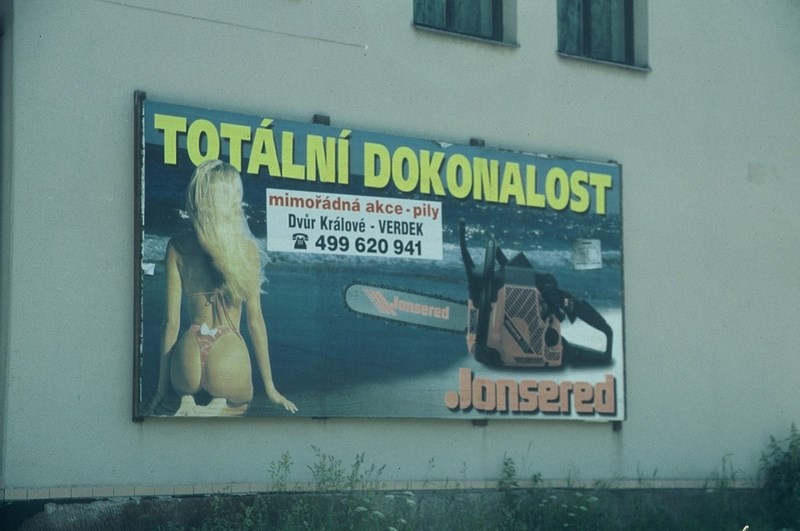 TOTÁLNÍ DOKONALOST
mimořádná akce - pily
Dvůr Králové - VERDEK
☎ 499 620 941
Jonsered
Jonsered